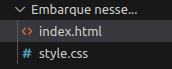 Embarque nesse...
<> index.html
# style.css